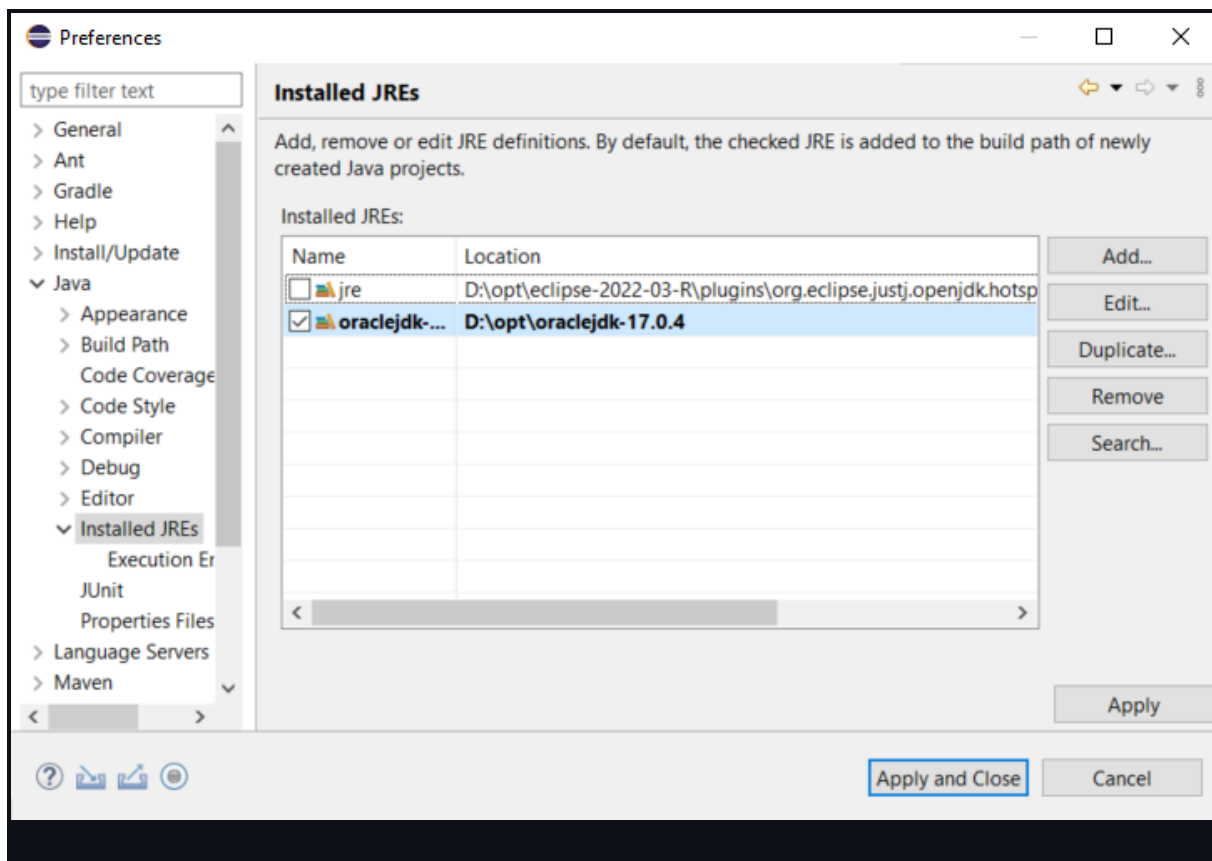 Preferences
type filter text
General
Ant
Gradle
Help
Install/Update
Java
Appearance
Build Path
Code Coverage
Code Style
Compiler
Debug
Editor
Installed JREs
Execution Er
JUnit
Properties Files
Language Servers
Maven
Installed JREs
Add, remove or edit JRE definitions. By default, the checked JRE is added to the build path of newly
created Java projects.
Installed JREs:
Name Location
jre D:\opt\eclipse-2022-03-R\plugins\org.eclipse.justj.openjdk.hotsp
oraclejdk-... D:\opt\oraclejdk-17.0.4
Add...
Edit...
Duplicate...
Remove
Search...
Apply
Apply and Close Cancel